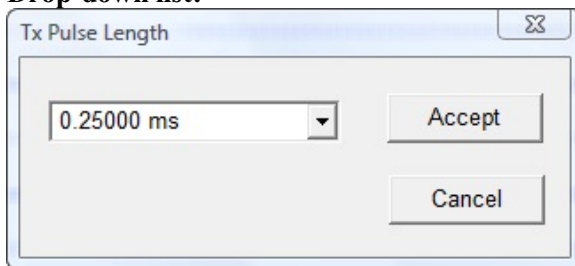 Drop-down list:
Tx Pulse Length
0.25000 ms
Accept
Cancel